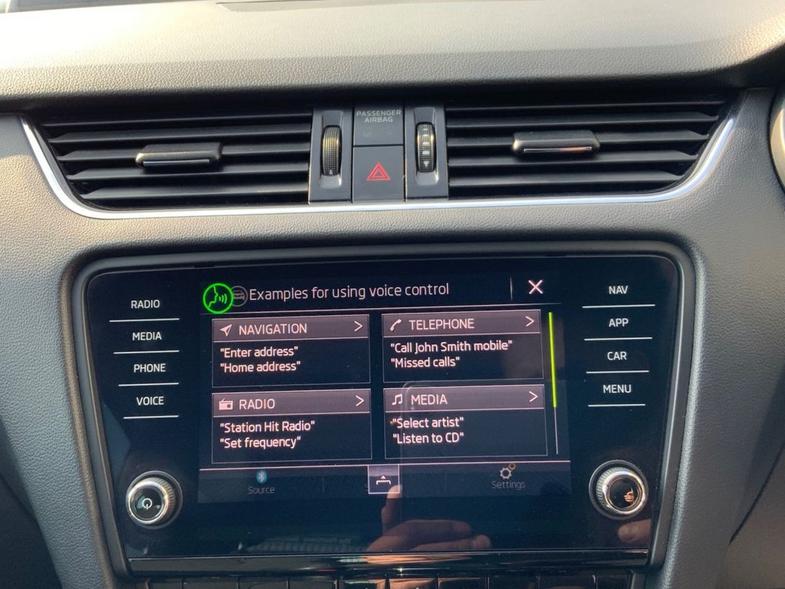 PASSENGER
AIRBAG
RADIO
MEDIA
PHONE
VOICE
Examples for using voice control
NAVIGATION
"Enter address"
"Home address"
TELEPHONE
"Call John Smith mobile"
"Missed calls"
RADIO
"Station Hit Radio"
"Set frequency"
MEDIA
"Select artist"
"Listen to CD"
Source
Settings
NAV
APP
CAR
MENU